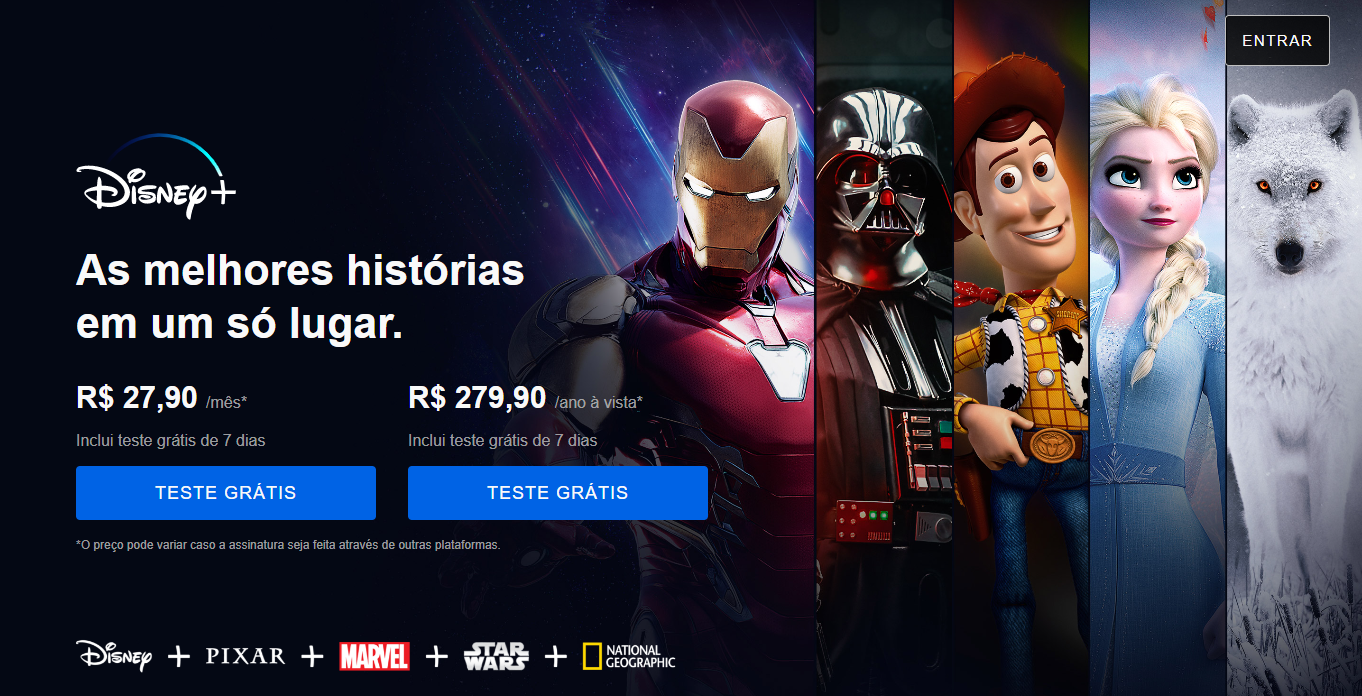 ENTRAR
Disney+
As melhores histórias
em um só lugar.
R$ 27,90 /mês*
R$ 279,90 /ano à vista*
Inclui teste grátis de 7 dias
Inclui teste grátis de 7 dias
TESTE GRÁTIS
TESTE GRÁTIS
*O preço pode variar caso a assinatura seja feita através de outras plataformas.
Disney + PIXAR + MARVEL + STAR WARS + NATIONAL GEOGRAPHIC
SHERIFF